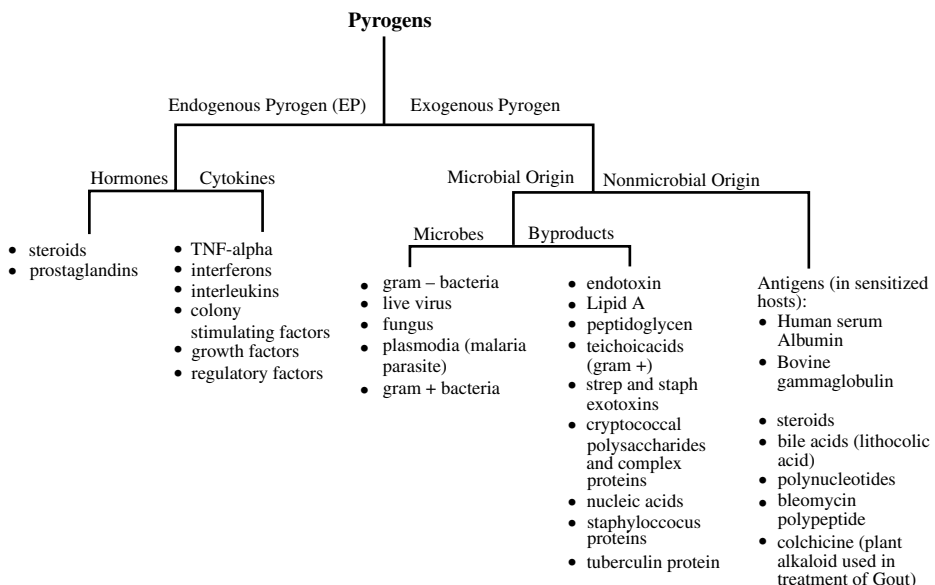 Pyrogens
Endogenous Pyrogen (EP)
Exogenous Pyrogen
Hormones
Cytokines
• steroids
• prostaglandins
• TNF-alpha
• interferons
• interleukins
• colony
stimulating factors
• growth factors
• regulatory factors
Microbial Origin
Nonmicrobial Origin
Microbes
Byproducts
• gram – bacteria
• live virus
• fungus
• plasmodia (malaria
parasite)
• gram + bacteria
• endotoxin
• Lipid A
• peptidoglycen
• teichoicacids
(gram +)
• strep and staph
exotoxins
• cryptococcal
polysaccharides
and complex
proteins
• nucleic acids
• staphyloccocus
proteins
• tuberculin protein
Antigens (in sensitized
hosts):
• Human serum
Albumin
• Bovine
gammaglobulin
• steroids
• bile acids (lithocolic
acid)
• polynucleotides
• bleomycin
polypeptide
• colchicine (plant
alkaloid used in
treatment of Gout)